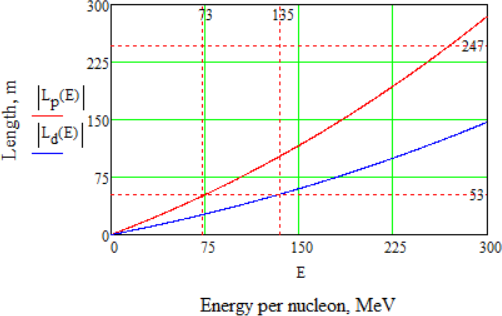 300
73
135
247
225
Length, m
|Lp(E)|
150
|Ld(E)|
75
53
0
0
75
150
225
300
E
Energy per nucleon, MeV